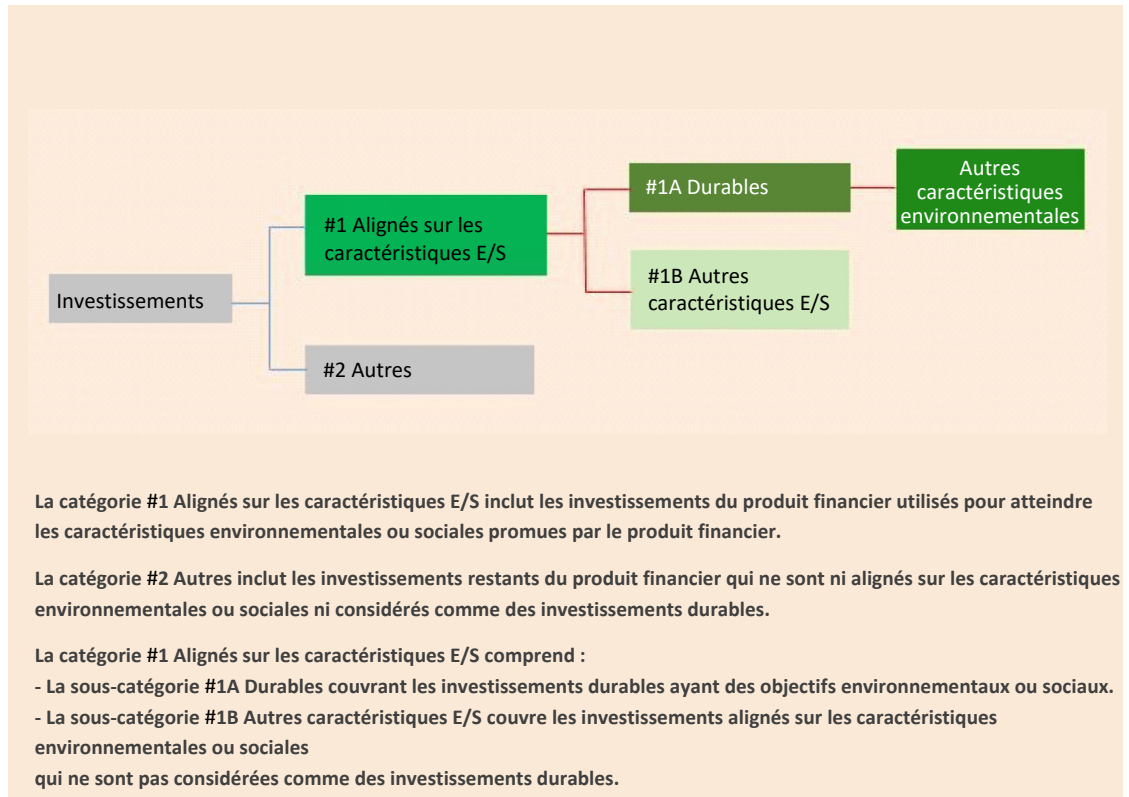 Investissements
#1 Alignés sur les
caractéristiques E/S
#2 Autres
#1A Durables
#1B Autres
caractéristiques E/S
Autres
caractéristiques
environnementales
La catégorie #1 Alignés sur les caractéristiques E/S inclut les investissements du produit financier utilisés pour atteindre
les caractéristiques environnementales ou sociales promues par le produit financier.
La catégorie #2 Autres inclut les investissements restants du produit financier qui ne sont ni alignés sur les caractéristiques
environnementales ou sociales ni considérés comme des investissements durables.
La catégorie #1 Alignés sur les caractéristiques E/S comprend :
- La sous-catégorie #1A Durables couvrant les investissements durables ayant des objectifs environnementaux ou sociaux.
- La sous-catégorie #1B Autres caractéristiques E/S couvre les investissements alignés sur les caractéristiques
environnementales ou sociales
qui ne sont pas considérées comme des investissements durables.